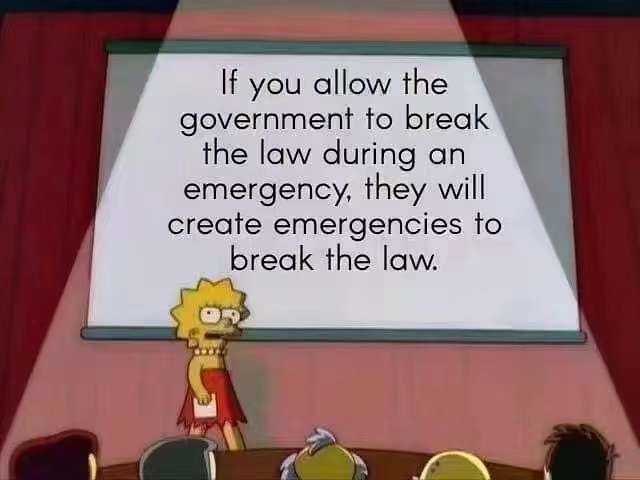 If you allow the
government to break
the law during an
emergency, they will
create emergencies to
break the law.